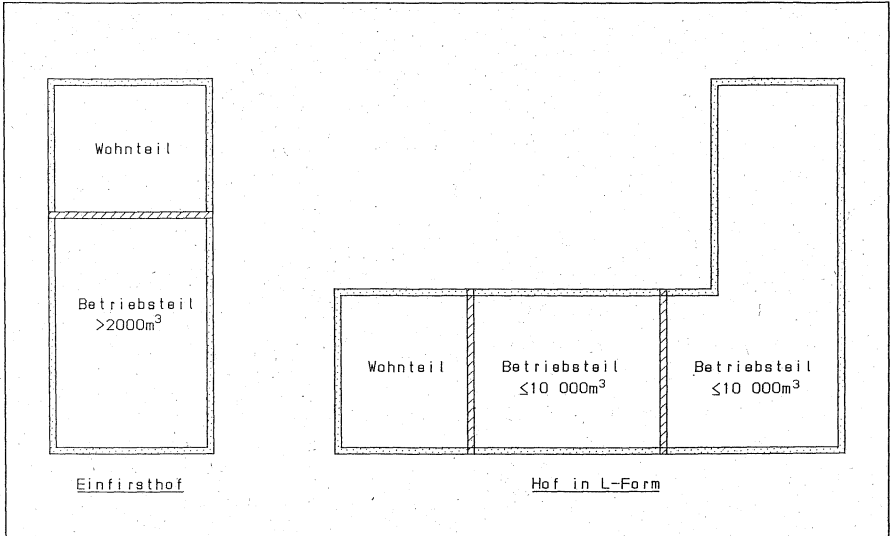 Wohnteil
Betriebsteil
>2000m³
Einfirsthof
Wohnteil
Betriebsteil
≤10 000m³
Betriebsteil
≤10 000m³
Hof in L-Form